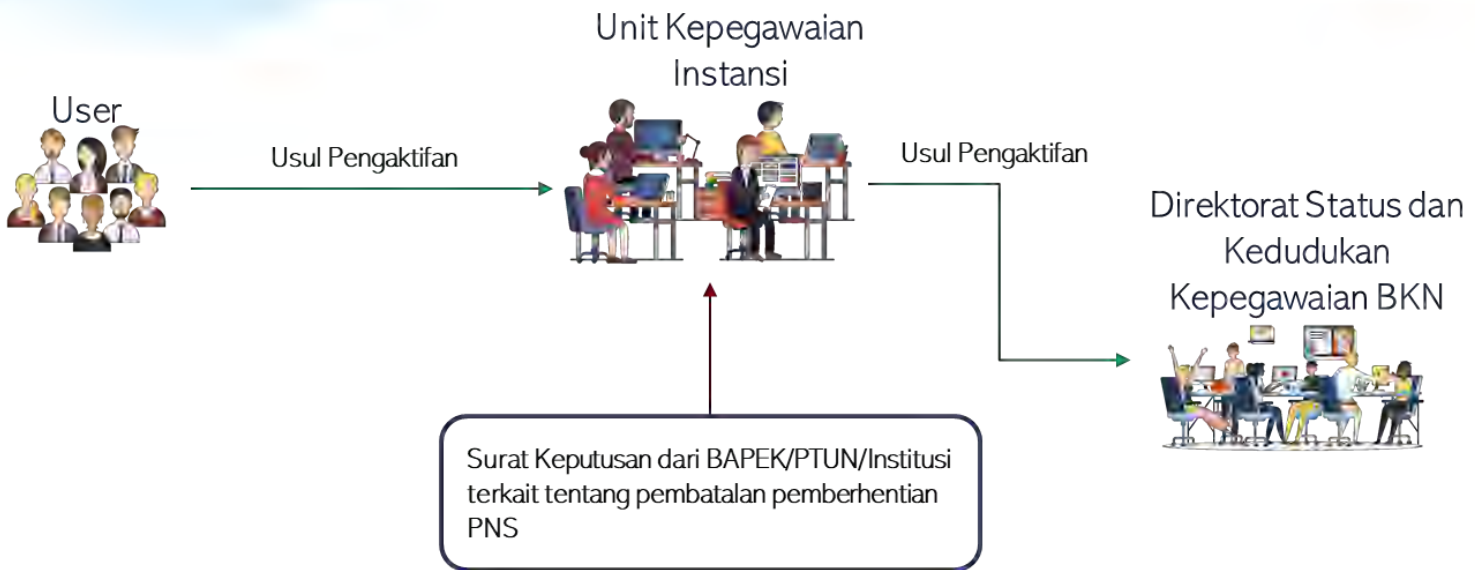 Unit Kepegawaian
Instansi
User
Usul Pengaktifan
Usul Pengaktifan
Direktorat Status dan
Kedudukan
Kepegawaian BKN
Surat Keputusan dari BAPEK/PTUN/Institusi
terkait tentang pembatalan pemberhentian
PNS